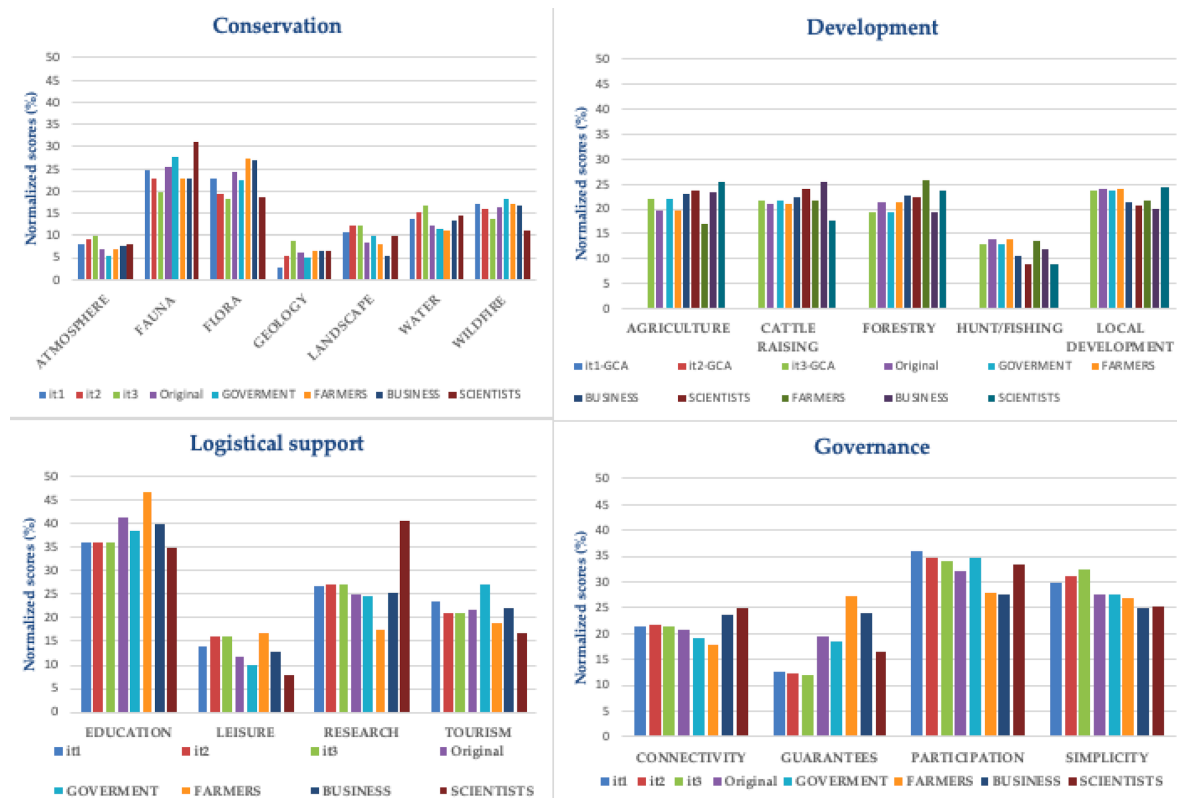 Conservation
Normalized scores (%)
50
45
40
35
30
25
20
15
10
5
0
ATMOSPHERE
FAUNA
FLORA
GEOLOGY
LANDSCAPE
WATER
WILDFIRE
it1 it2 it3 Original GOVERMENT FARMERS BUSINESS SCIENTISTS
Development
Normalized scores (%)
50
45
40
35
30
25
20
15
10
5
0
AGRICULTURE CATTLE RAISING FORESTRY HUNT/FISHING LOCAL DEVELOPMENT
it1-GCA it2-GCA it3-GCA Original GOVERMENT FARMERS
BUSINESS SCIENTISTS FARMERS BUSINESS SCIENTISTS
Logistical support
Normalized scores (%)
50
45
40
35
30
25
20
15
10
5
0
EDUCATION LEISURE RESEARCH TOURISM
it1 it2 it3 Original
GOVERMENT FARMERS BUSINESS SCIENTISTS
Governance
Normalized scores (%)
50
45
40
35
30
25
20
15
10
5
0
CONNECTIVITY GUARANTEES PARTICIPATION SIMPLICITY
it1 it2 it3 Original GOVERMENT FARMERS BUSINESS SCIENTISTS